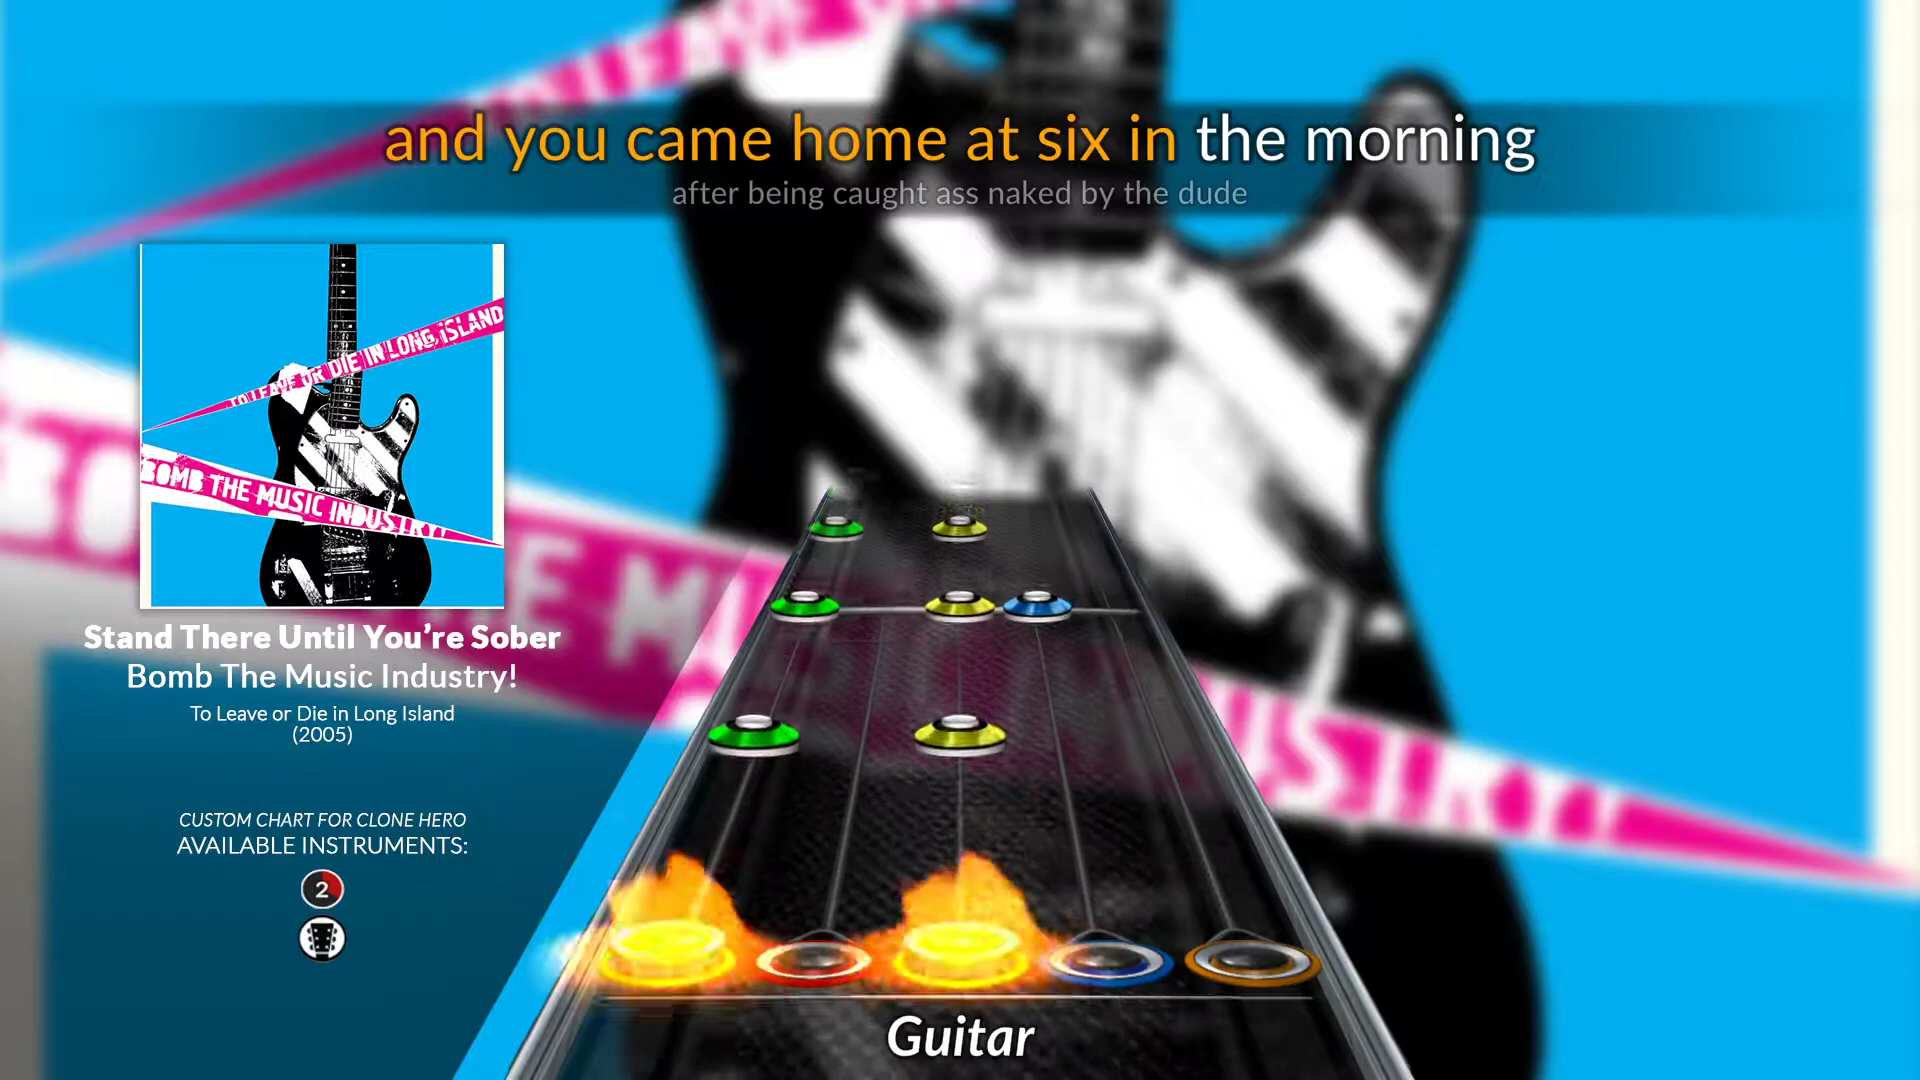 and you came home at six in the morning
after being caught ass naked by the dude
TO LEAVE OR DIE IN LONG ISLAND
BOMB THE MUSIC INDUSTRY!
Stand There Until You’re Sober
Bomb The Music Industry!
To Leave or Die in Long Island
(2005)
CUSTOM CHART FOR CLONE HERO
AVAILABLE INSTRUMENTS:
2
Guitar